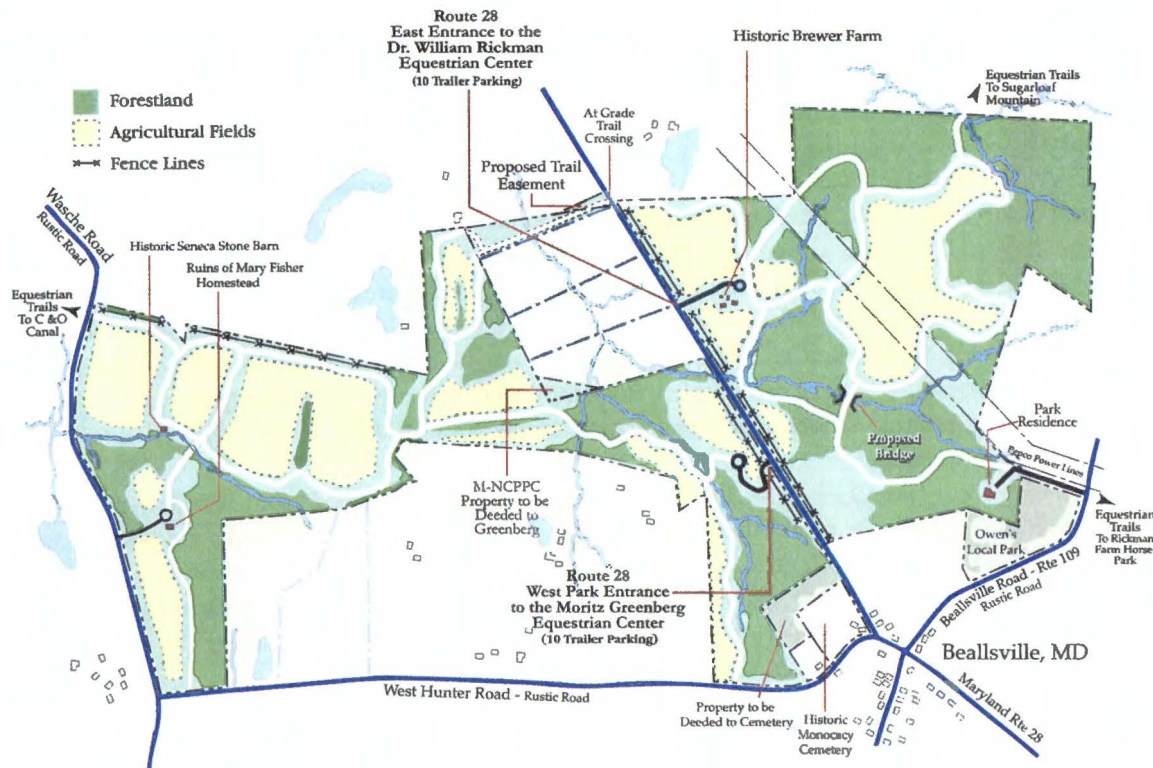 Route 28
East Entrance to the
Dr. William Rickman
Equestrian Center
(10 Trailer Parking)
Historic Brewer Farm
Equestrian Trails
To Sugarloaf
Mountain
Forestland
Agricultural Fields
Fence Lines
At Grade
Trail
Crossing
Proposed Trail
Easement
Wasche Road
Rustic Road
Historic Seneca Stone Barn
Ruins of Mary Fisher
Homestead
Equestrian
Trails
To C &O
Canal
Park
Residence
Proposed
Bridge
Pepco Power Lines
M-NCPPC
Property to be
Deeded to
Greenberg
Equestrian
Trails
To Rickman
Farm Horse
Park
Owen's
Local Park
Route 28
West Park Entrance
to the Moritz Greenberg
Equestrian Center
(10 Trailer Parking)
Beallsville Road - Rte 109
Rustic Road
Beallsville, MD
West Hunter Road - Rustic Road
Maryland Rte 28
Property to be
Deeded to Cemetery
Historic
Monocacy
Cemetery